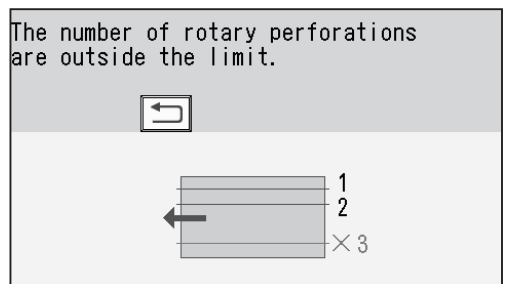 The number of rotary perforations
are outside the limit.
1
2
× 3